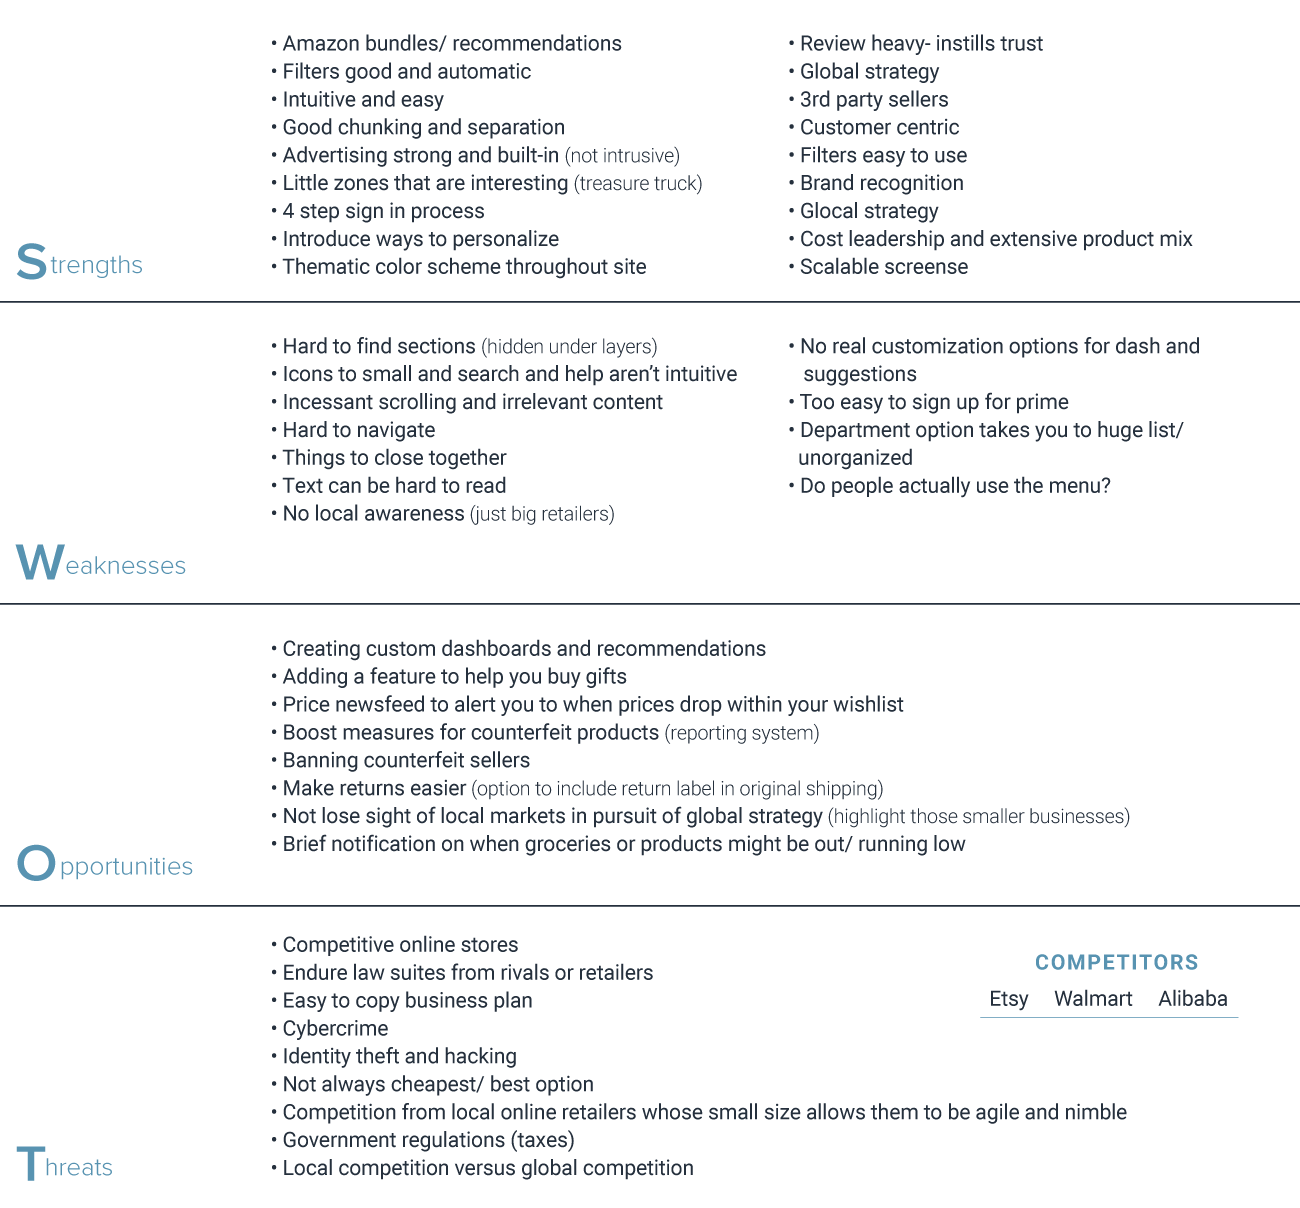 Strengths
• Amazon bundles/ recommendations
• Filters good and automatic
• Intuitive and easy
• Good chunking and separation
• Advertising strong and built-in (not intrusive)
• Little zones that are interesting (treasure truck)
• 4 step sign in process
• Introduce ways to personalize
• Thematic color scheme throughout site
• Review heavy- instills trust
• Global strategy
• 3rd party sellers
• Customer centric
• Filters easy to use
• Brand recognition
• Glocal strategy
• Cost leadership and extensive product mix
• Scalable screense
Weaknesses
• Hard to find sections (hidden under layers)
• Icons to small and search and help aren’t intuitive
• Incessant scrolling and irrelevant content
• Hard to navigate
• Things to close together
• Text can be hard to read
• No local awareness (just big retailers)
• No real customization options for dash and
suggestions
• Too easy to sign up for prime
• Department option takes you to huge list/
unorganized
• Do people actually use the menu?
Opportunities
• Creating custom dashboards and recommendations
• Adding a feature to help you buy gifts
• Price newsfeed to alert you to when prices drop within your wishlist
• Boost measures for counterfeit products (reporting system)
• Banning counterfeit sellers
• Make returns easier (option to include return label in original shipping)
• Not lose sight of local markets in pursuit of global strategy (highlight those smaller businesses)
• Brief notification on when groceries or products might be out/ running low
Threats
• Competitive online stores
• Endure law suites from rivals or retailers
• Easy to copy business plan
• Cybercrime
• Identity theft and hacking
• Not always cheapest/ best option
• Competition from local online retailers whose small size allows them to be agile and nimble
• Government regulations (taxes)
• Local competition versus global competition
COMPETITORS
Etsy Walmart Alibaba